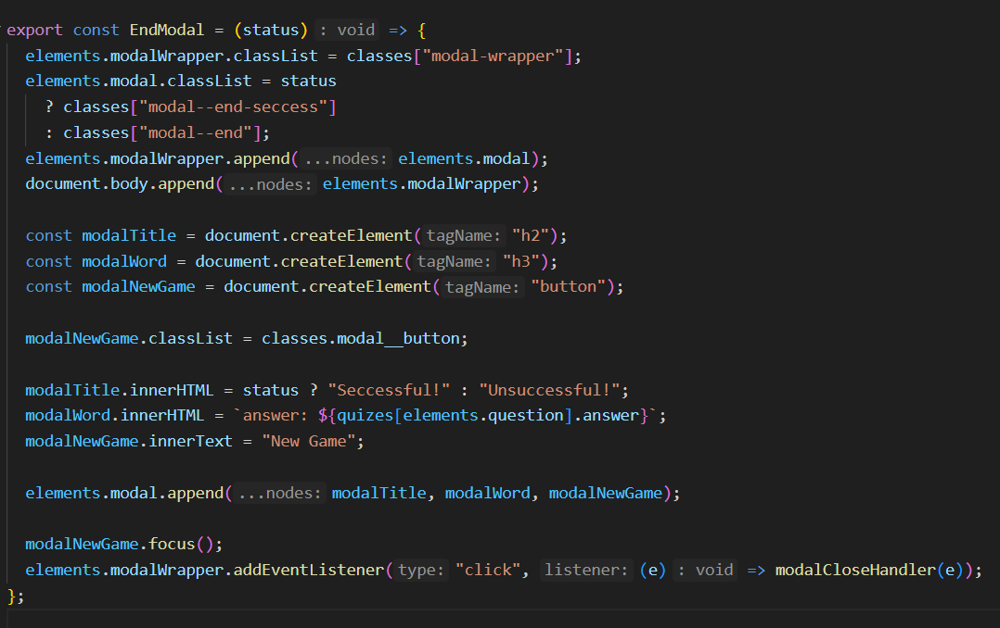 export const EndModal = (status) : void => {
elements.modalWrapper.classList = classes["modal-wrapper"];
elements.modal.classList = status
? classes["modal--end-seccess"]
: classes["modal--end"];
elements.modalWrapper.append(...nodes: elements.modal);
document.body.append(...nodes: elements.modalWrapper);
const modalTitle = document.createElement(tagName: "h2");
const modalWord = document.createElement(tagName: "h3");
const modalNewGame = document.createElement(tagName: "button");
modalNewGame.classList = classes.modal__button;
modalTitle.innerHTML = status ? "Seccessful!" : "Unsuccessful!";
modalWord.innerHTML = `answer: ${quizes[elements.question].answer}`;
modalNewGame.innerText = "New Game";
elements.modal.append(...nodes: modalTitle, modalWord, modalNewGame);
modalNewGame.focus();
elements.modalWrapper.addEventListener(type: "click", listener: (e) : void => modalCloseHandler(e));
};